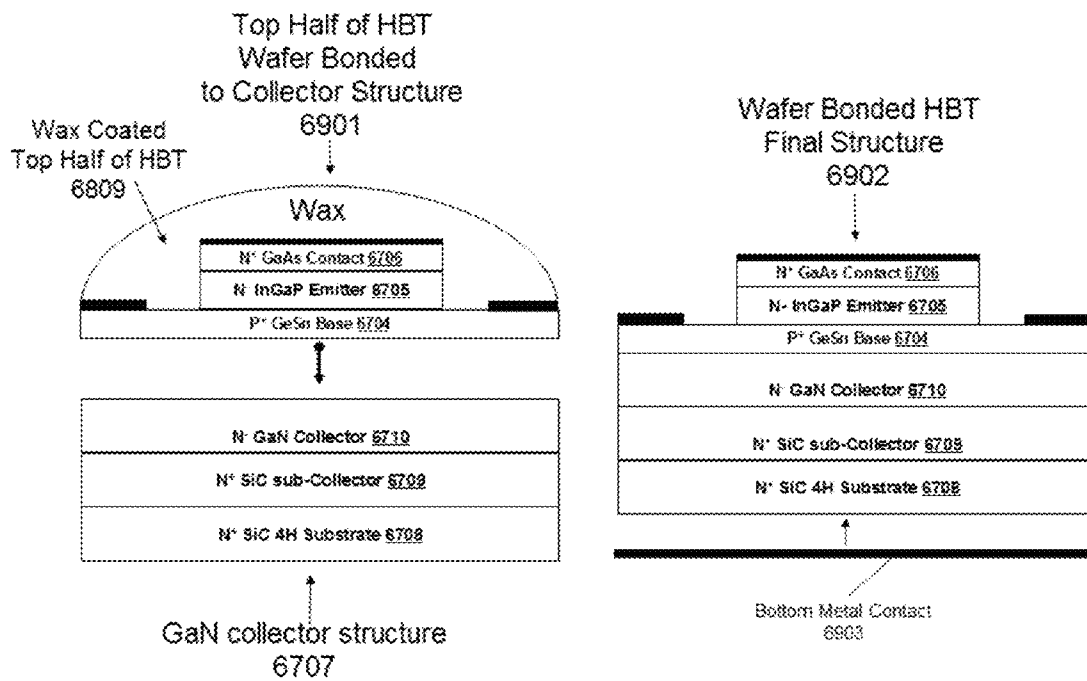 Top Half of HBT
Wafer Bonded
to Collector Structure
6901
Wax Coated
Top Half of HBT
6809
Wax
N⁺ GaAs Contact 6706
N⁻ InGaP Emitter 6705
P⁺ GeSn Base 6704
N⁻ GaN Collector 6710
N⁺ SiC sub-Collector 6709
N⁺ SiC 4H Substrate 6708
GaN collector structure
6707
Wafer Bonded HBT
Final Structure
6902
N⁺ GaAs Contact 6706
N- InGaP Emitter 6705
P⁺ GeSn Base 6704
N⁻ GaN Collector 6710
N⁺ SiC sub-Collector 6709
N⁺ SiC 4H Substrate 6708
Bottom Metal Contact
6903